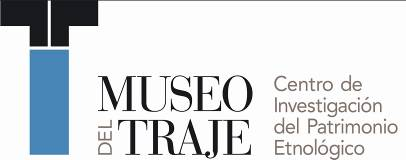 MUSEO
DEL TRAJE
Centro de
Investigación
del Patrimonio
Etnológico